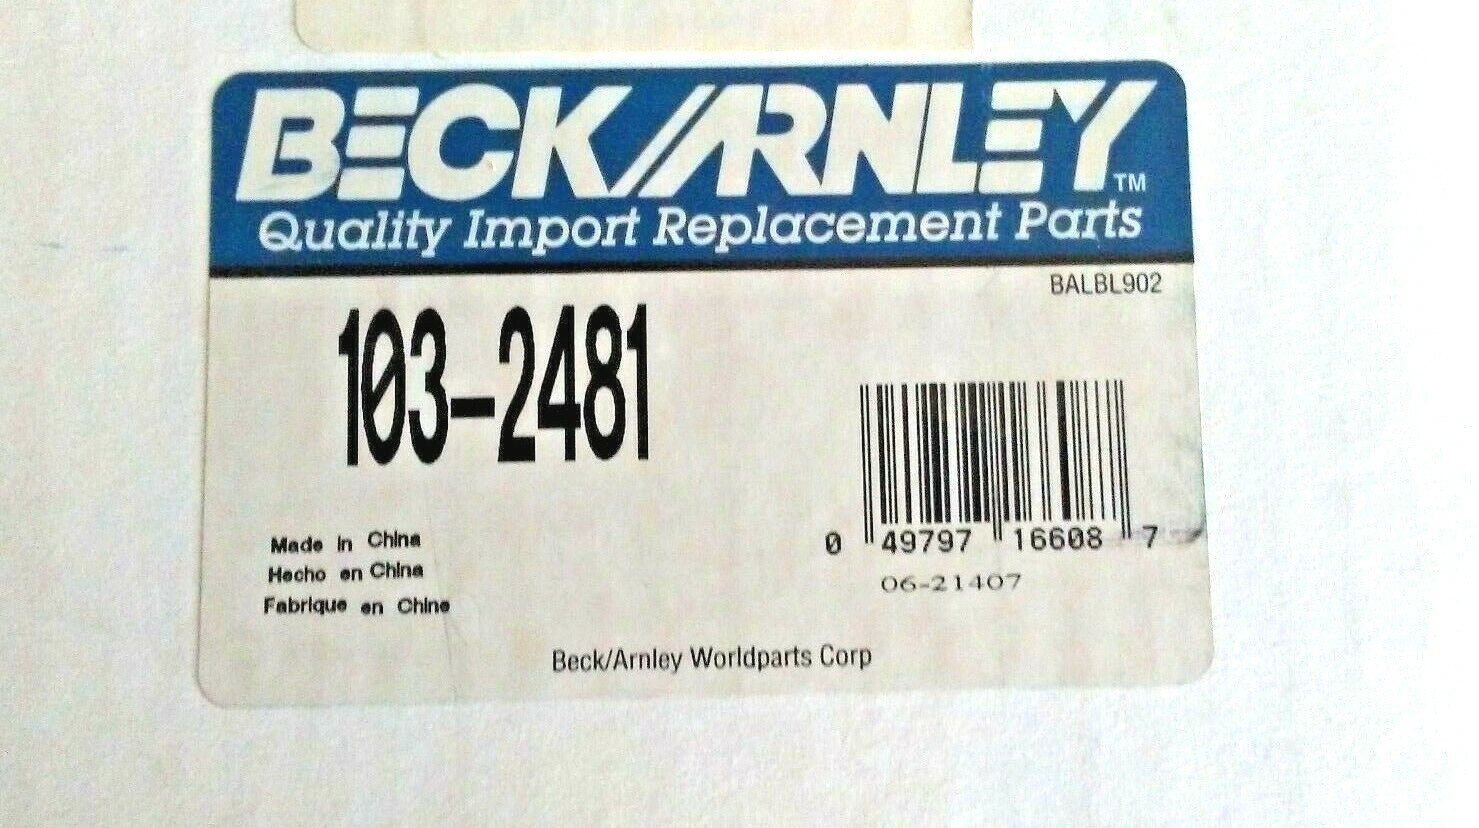 BECK/ARNLEY™
Quality Import Replacement Parts
BALBL902
103-2481
0 49797 16608 7
06-21407
Made in China
Hecho en China
Fabrique en Chine
Beck/Arnley Worldparts Corp